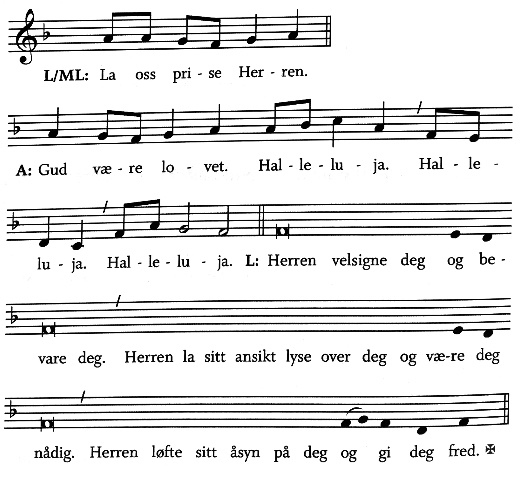 L/ML: La oss pri - se Her - ren.
A: Gud væ - re lo - vet. Hal - le - lu - ja. Hal - le -
lu - ja. Hal - le - lu - ja. L: Herren velsigne deg og be -
vare deg. Herren la sitt ansikt lyse over deg og væ-re deg
nådig. Herren løfte sitt åsyn på deg og gi deg fred. ✠